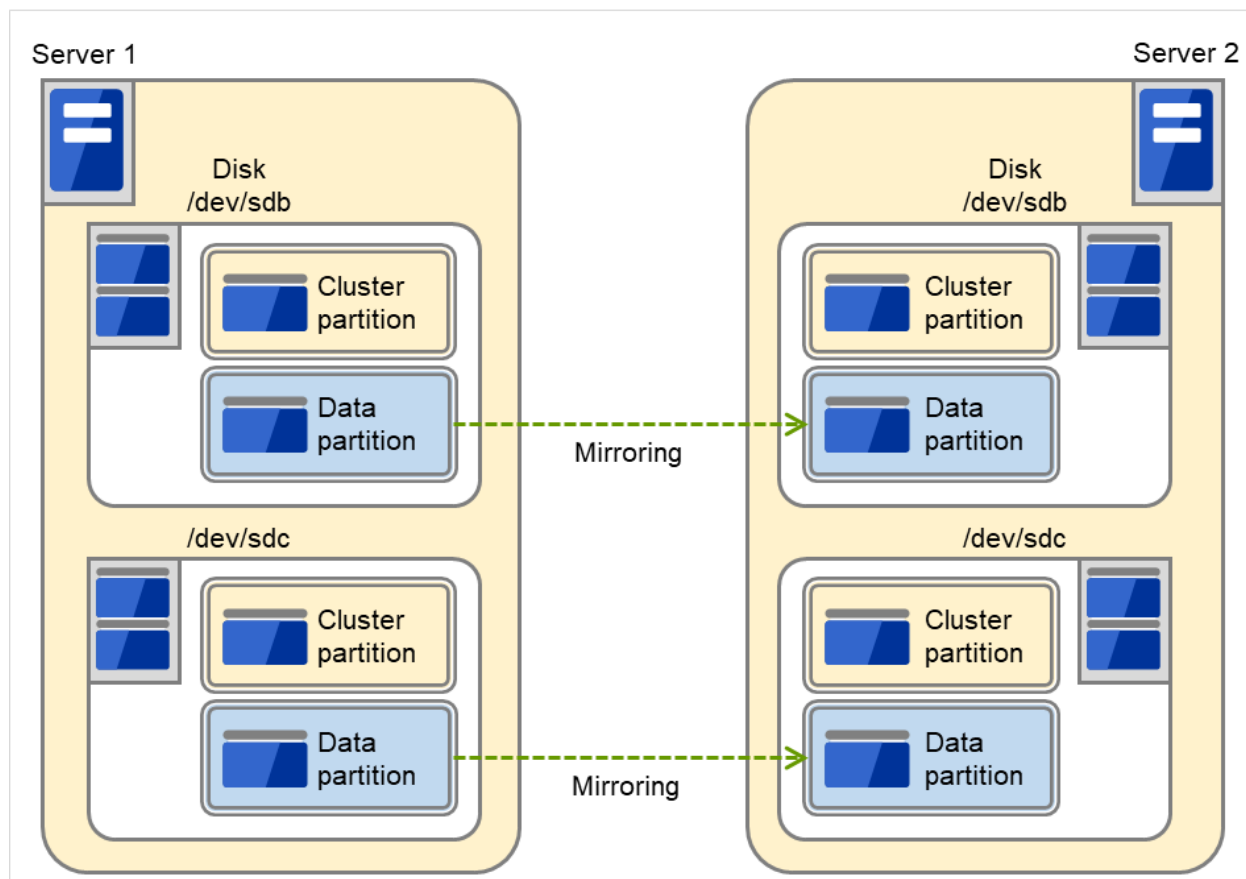 Server 1
Server 2
Disk
/dev/sdb
Cluster
partition
Data
partition
Disk
/dev/sdb
Cluster
partition
Data
partition
Mirroring
/dev/sdc
Cluster
partition
Data
partition
/dev/sdc
Cluster
partition
Data
partition
Mirroring